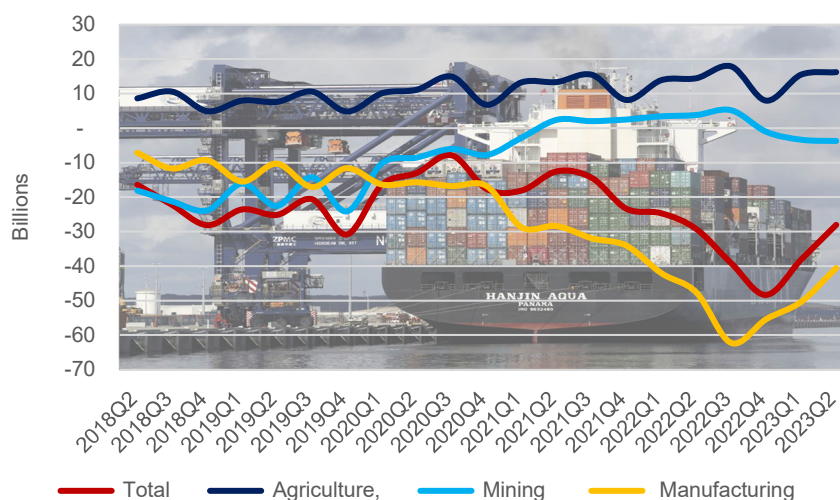 30
20
10
-
-10
-20
-30
-40
-50
-60
-70
Billions
ZPMC
N
HANJIN AQUA
PANAMA
IMO 9632480
2018Q2
2018Q3
2018Q4
2019Q1
2019Q2
2019Q3
2019Q4
2020Q1
2020Q2
2020Q3
2020Q4
2021Q1
2021Q2
2021Q3
2021Q4
2022Q1
2022Q2
2022Q3
2022Q4
2023Q1
2023Q2
Total
Agriculture,
Mining
Manufacturing